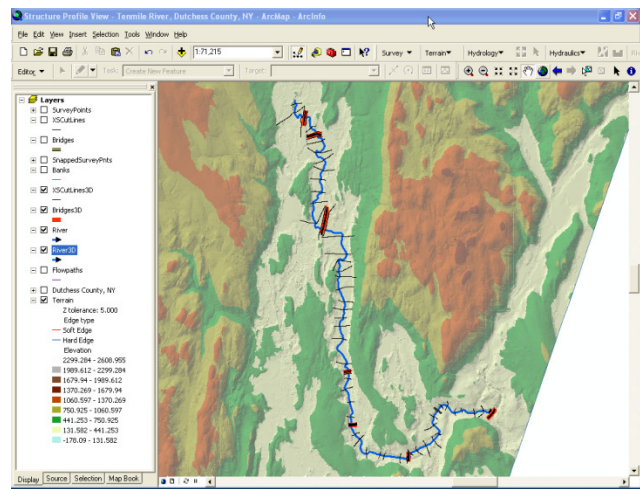 Structure Profile View - Tenmile River, Dutchess County, NY - ArcMap - ArcInfo
File Edit View Insert Selection Tools Window Help
1:71,215 Survey Terrain Hydrology Hydraulics
Editor Task: Create New Feature Target:
Layers
SurveyPoints
XSCutLines
Bridges
SnappedSurveyPnts
Banks
XSCutLines3D
Bridges3D
River
River3D
Flowpaths
Dutchess County, NY
Terrain
Z tolerance: 5.000
Edge type
Soft Edge
Hard Edge
Elevation
2299.284 - 2608.955
1989.612 - 2299.284
1679.94 - 1989.612
1370.269 - 1679.94
1060.597 - 1370.269
750.925 - 1060.597
441.253 - 750.925
131.582 - 441.253
-178.09 - 131.582
Display Source Selection Map Book